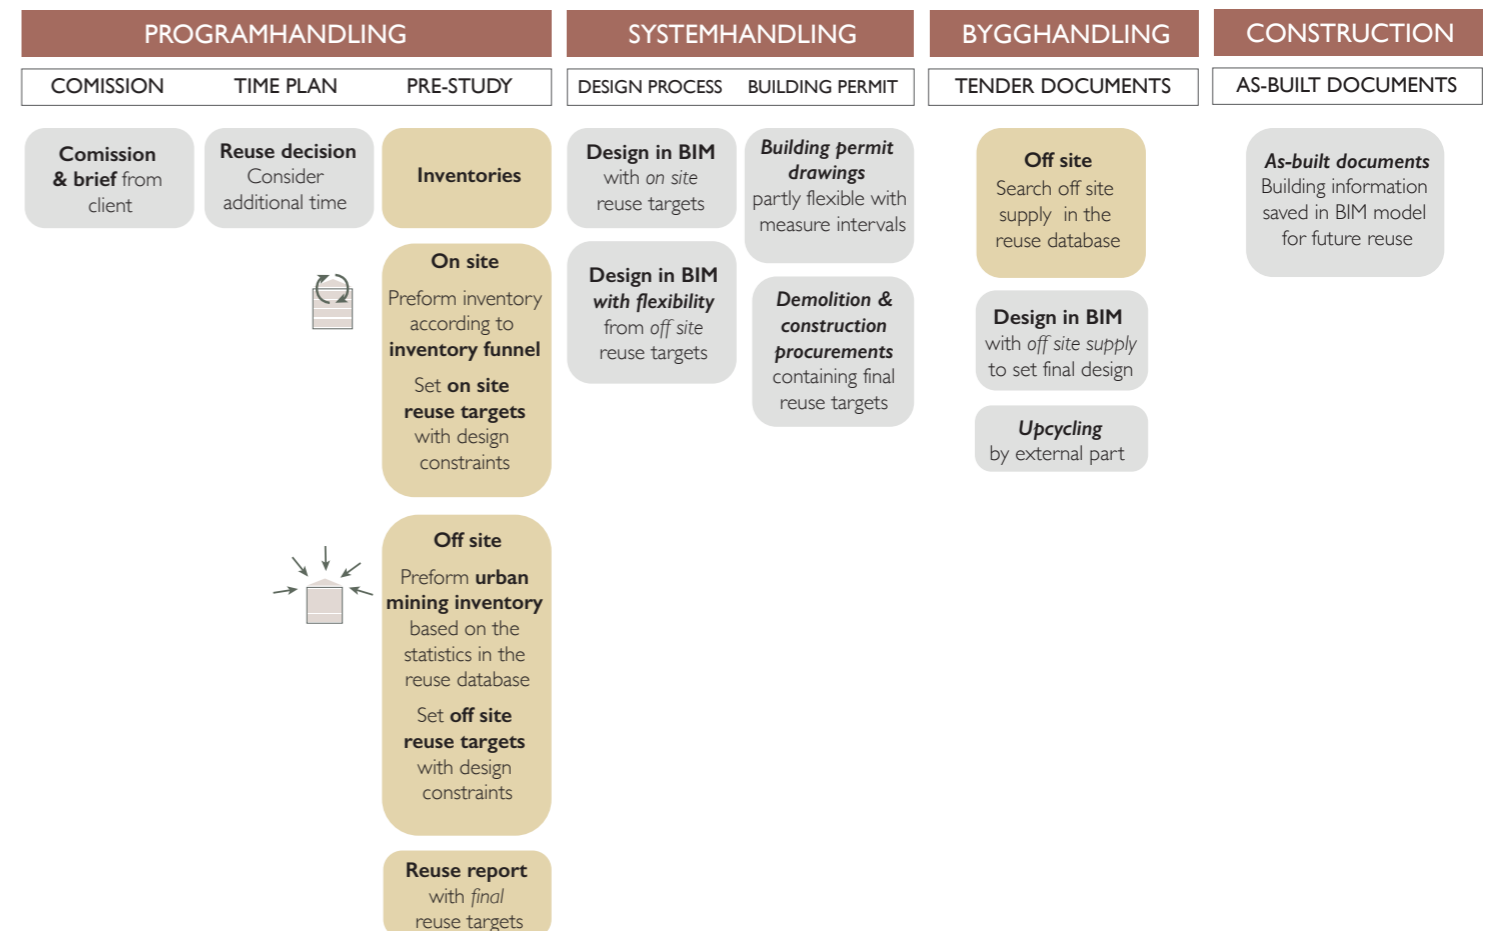 PROGRAMHANDLING
SYSTEMHANDLING
BYGGHANDLING
CONSTRUCTION
COMISSION
TIME PLAN
PRE-STUDY
DESIGN PROCESS
BUILDING PERMIT
TENDER DOCUMENTS
AS-BUILT DOCUMENTS
Comission
& brief from
client
Reuse decision
Consider
additional time
Inventories
On site
Preform inventory
according to
inventory funnel
Set on site
reuse targets
with design
constraints
Off site
Preform urban
mining inventory
based on the
statistics in the
reuse database
Set off site
reuse targets
with design
constraints
Reuse report
with final
reuse targets
Design in BIM
with on site
reuse targets
Design in BIM
with flexibility
from off site
reuse targets
Building permit
drawings
partly flexible with
measure intervals
Demolition &
construction
procurements
containing final
reuse targets
Off site
Search off site
supply in the
reuse database
Design in BIM
with off site supply
to set final design
Upcycling
by external part
As-built documents
Building information
saved in BIM model
for future reuse